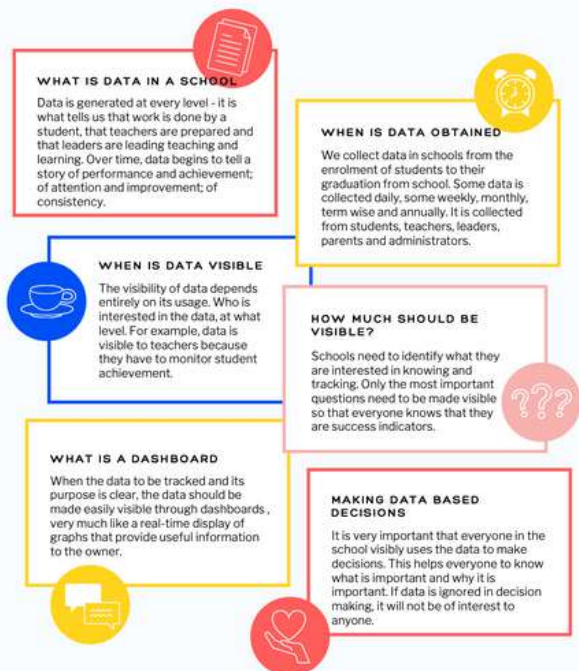 WHAT IS DATA IN A SCHOOL
Data is generated at every level - it is
what tells us that work is done by a
student, that teachers are prepared and
that leaders are leading teaching and
learning. Over time, data begins to tell a
story of performance and achievement;
of attention and improvement; of
consistency.
WHEN IS DATA OBTAINED
We collect data in schools from the
enrolment of students to their
graduation from school. Some data is
collected daily, some weekly, monthly,
term wise and annually. It is collected
from students, teachers, leaders,
parents and administrators.
WHEN IS DATA VISIBLE
The visibility of data depends
entirely on its usage. Who is
interested in the data, at what
level. For example, data is
visible to teachers because
they have to monitor student
achievement.
HOW MUCH SHOULD BE
VISIBLE?
Schools need to identify what they
are interested in knowing and
tracking. Only the most important
questions need to be made visible
so that everyone knows that they
are success indicators.
???
WHAT IS A DASHBOARD
When the data to be tracked and its
purpose is clear, the data should be
made easily visible through dashboards ,
very much like a real-time display of
graphs that provide useful information
to the owner.
MAKING DATA BASED
DECISIONS
It is very important that everyone in the
school visibly uses the data to make
decisions. This helps everyone to know
what is important and why it is
important. If data is ignored in decision
making, it will not be of interest to
anyone.